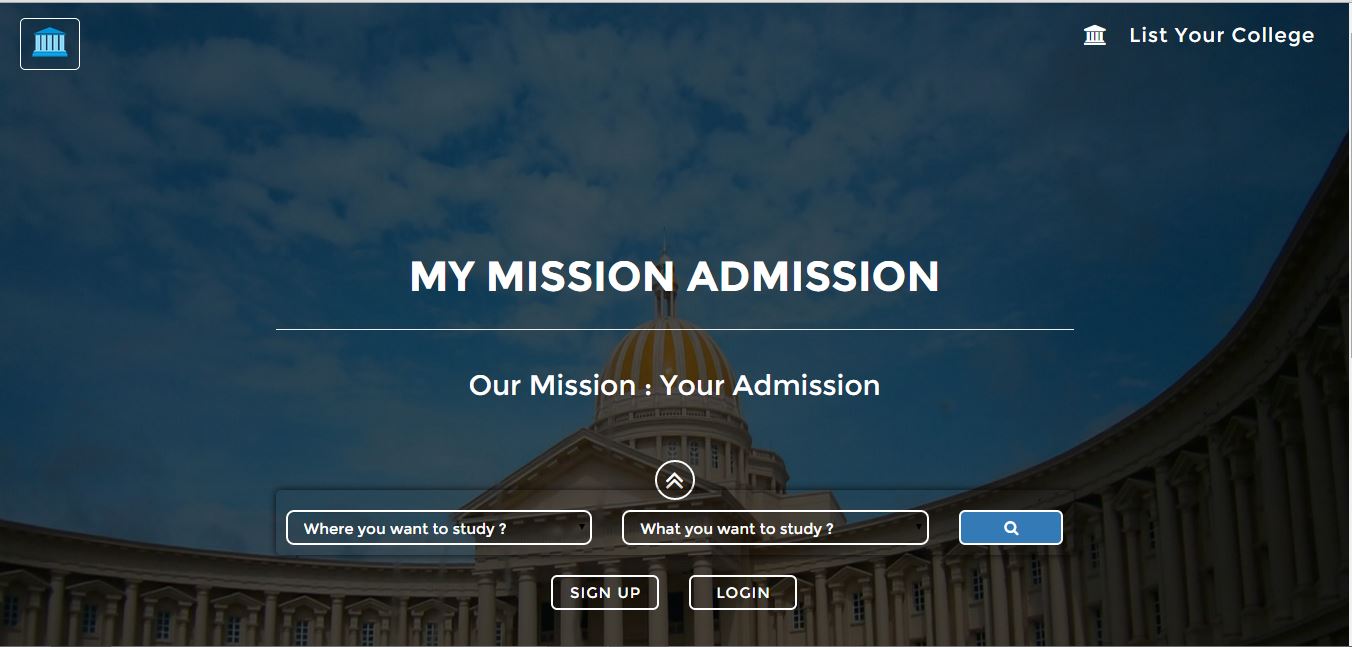 List Your College
MY MISSION ADMISSION
Our Mission : Your Admission
Where you want to study ?
What you want to study ?
SIGN UP
LOGIN